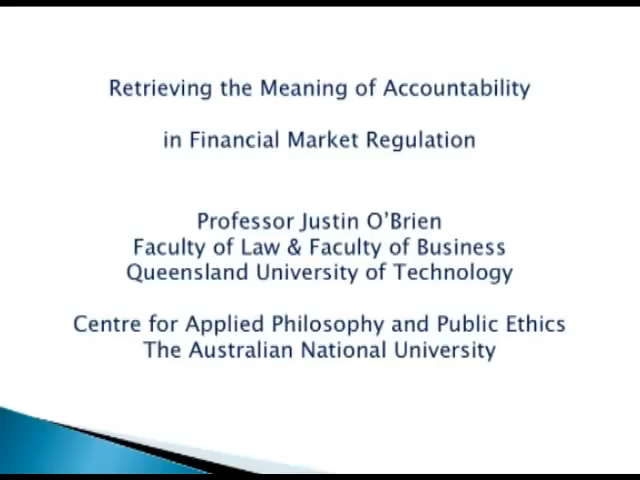 Retrieving the Meaning of Accountability
in Financial Market Regulation
Professor Justin O'Brien
Faculty of Law & Faculty of Business
Queensland University of Technology
Centre for Applied Philosophy and Public Ethics
The Australian National University